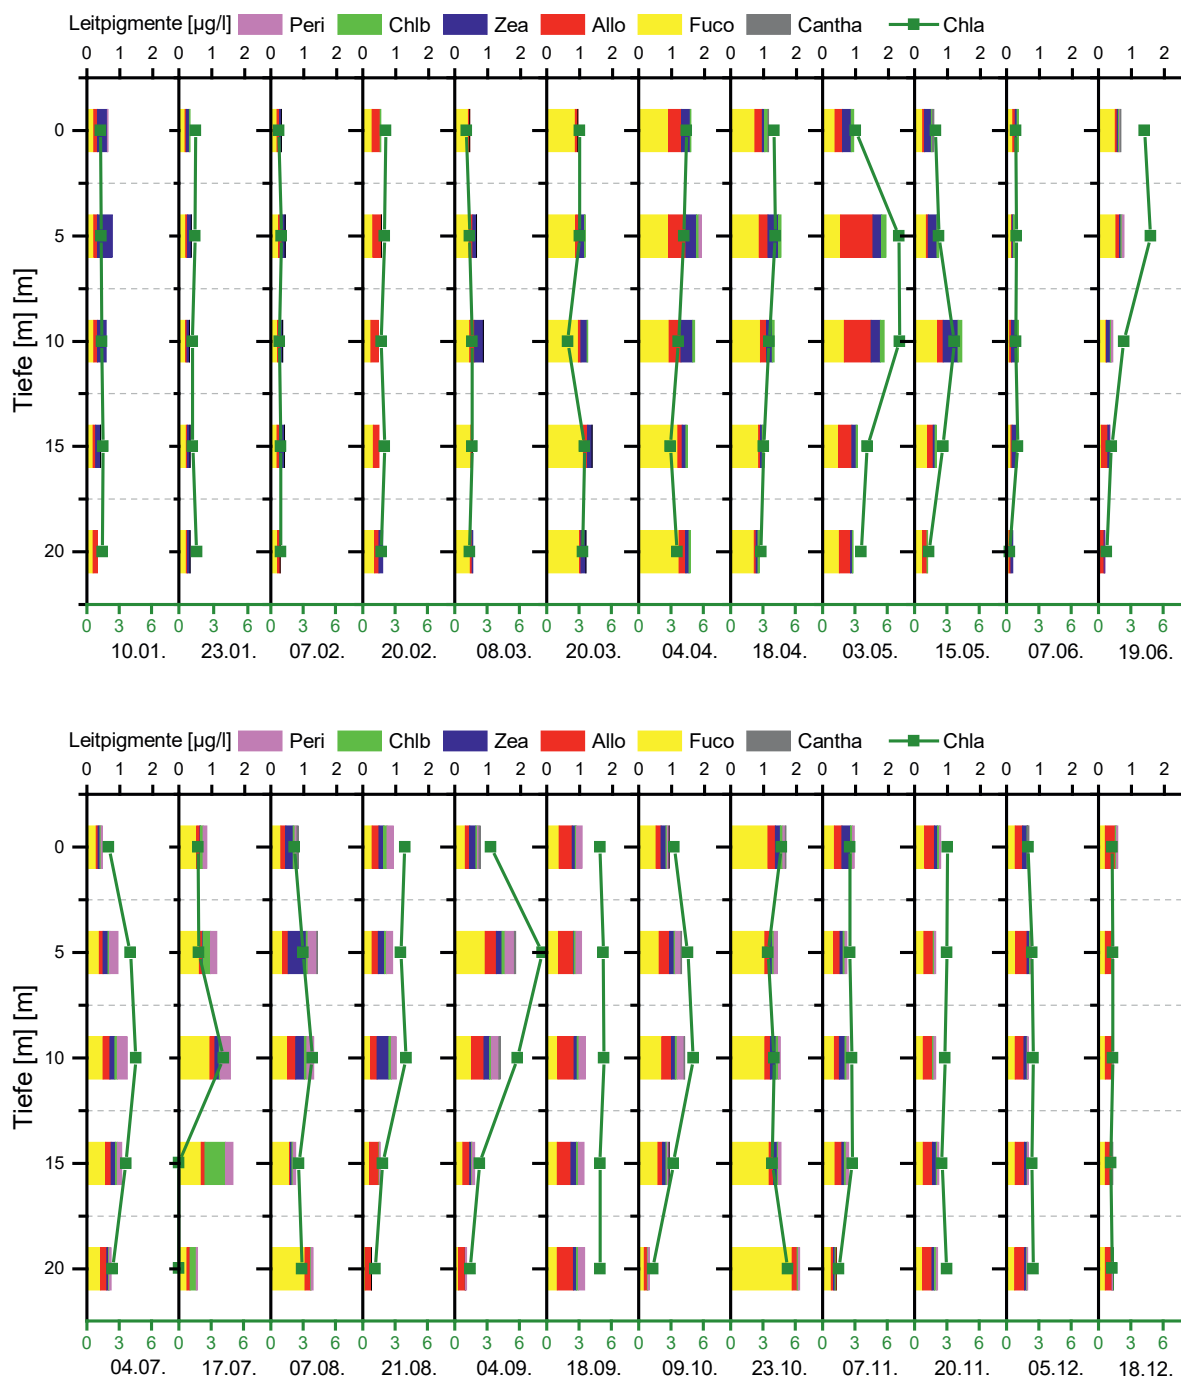 Leitpigmente [µg/l] Peri Chlb Zea Allo Fuco Cantha Chla
0 1 2 0 1 2 0 1 2 0 1 2 0 1 2 0 1 2 0 1 2 0 1 2 0 1 2 0 1 2 0 1 2 0 1 2
0
5
10
15
20
Tiefe [m] [m]
0 3 6 0 3 6 0 3 6 0 3 6 0 3 6 0 3 6 0 3 6 0 3 6 0 3 6 0 3 6 0 3 6 0 3 6
10.01. 23.01. 07.02. 20.02. 08.03. 20.03. 04.04. 18.04. 03.05. 15.05. 07.06. 19.06.
Leitpigmente [µg/l] Peri Chlb Zea Allo Fuco Cantha Chla
0 1 2 0 1 2 0 1 2 0 1 2 0 1 2 0 1 2 0 1 2 0 1 2 0 1 2 0 1 2 0 1 2 0 1 2
0
5
10
15
20
Tiefe [m] [m]
0 3 6 0 3 6 0 3 6 0 3 6 0 3 6 0 3 6 0 3 6 0 3 6 0 3 6 0 3 6 0 3 6 0 3 6
04.07. 17.07. 07.08. 21.08. 04.09. 18.09. 09.10. 23.10. 07.11. 20.11. 05.12. 18.12.